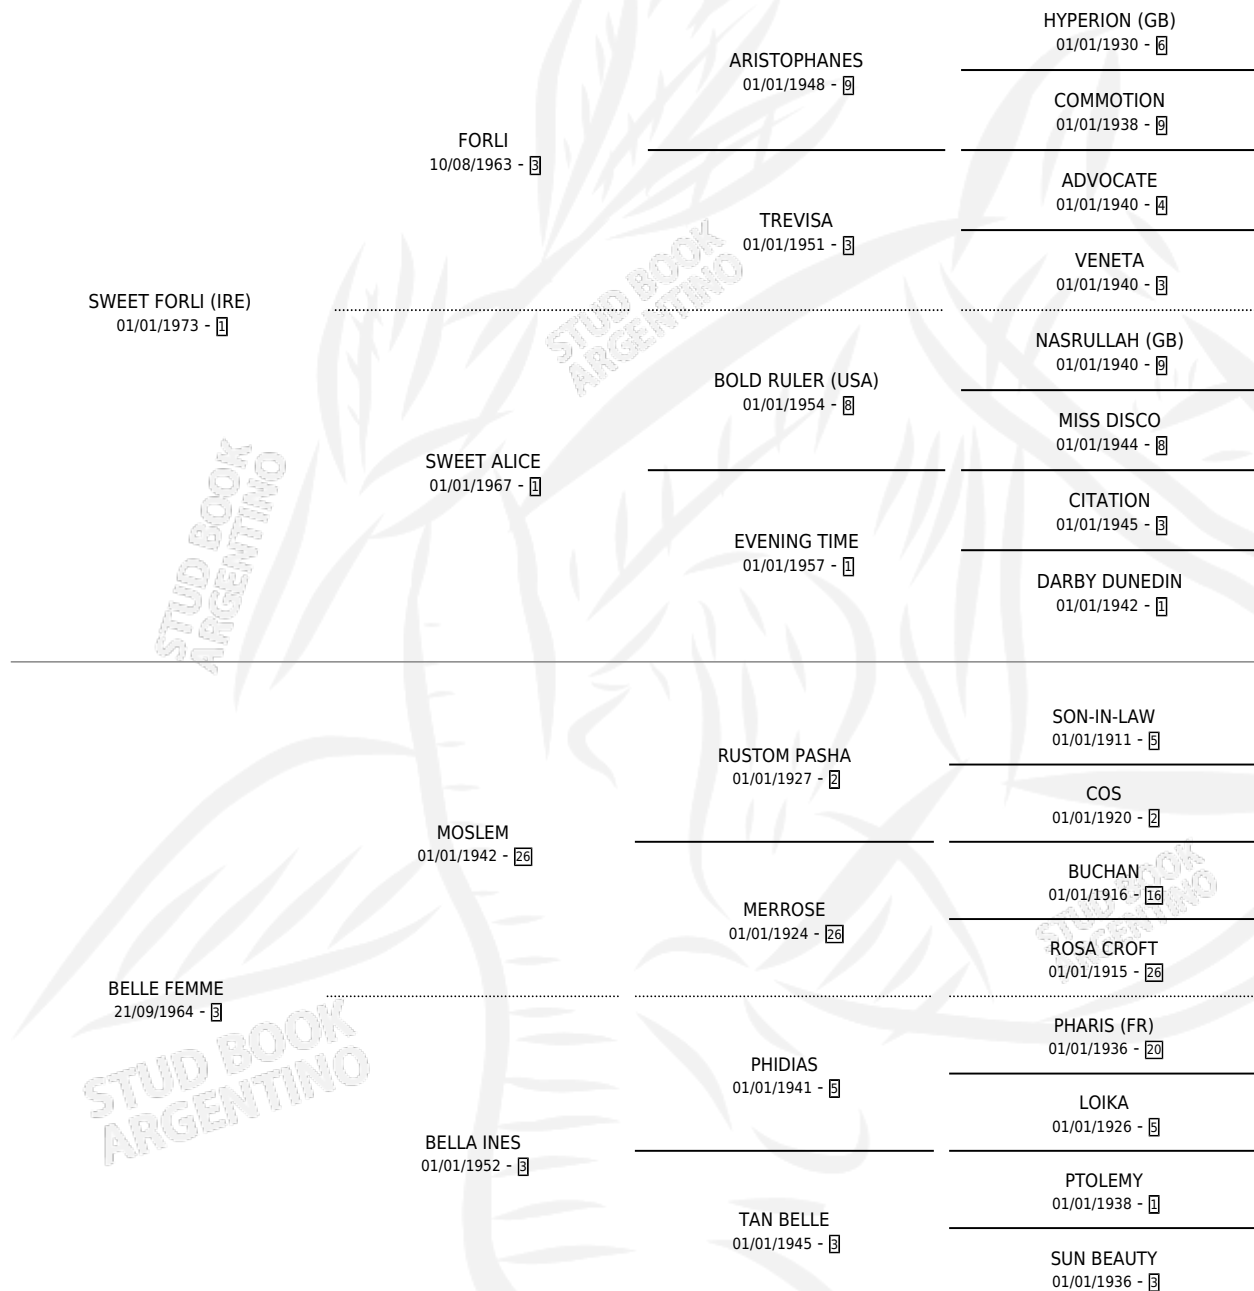 HYPERION (GB)
01/01/1930 - 6
ARISTOPHANES
01/01/1948 - 9
COMMOTION
01/01/1938 - 9
FORLI
10/08/1963 - 3
ADVOCATE
01/01/1940 - 4
TREVISA
01/01/1951 - 3
VENETA
01/01/1940 - 3
SWEET FORLI (IRE)
01/01/1973 - 1
STUD BOOK
ARGENTINO
NASRULLAH (GB)
01/01/1940 - 9
BOLD RULER (USA)
01/01/1954 - 8
MISS DISCO
01/01/1944 - 8
SWEET ALICE
01/01/1967 - 1
CITATION
01/01/1945 - 3
EVENING TIME
01/01/1957 - 1
DARBY DUNEDIN
01/01/1942 - 1
STUD BOOK
ARGENTINO
SON-IN-LAW
01/01/1911 - 5
RUSTOM PASHA
01/01/1927 - 2
COS
01/01/1920 - 2
MOSLEM
01/01/1942 - 26
BUCHAN
01/01/1916 - 16
MERROSE
01/01/1924 - 26
ROSA CROFT
01/01/1915 - 26
STUD BOOK
ARGENTINO
BELLE FEMME
21/09/1964 - 3
STUD BOOK
ARGENTINO
PHARIS (FR)
01/01/1936 - 20
PHIDIAS
01/01/1941 - 5
LOIKA
01/01/1926 - 5
BELLA INES
01/01/1952 - 3
PTOLEMY
01/01/1938 - 1
TAN BELLE
01/01/1945 - 3
SUN BEAUTY
01/01/1936 - 3